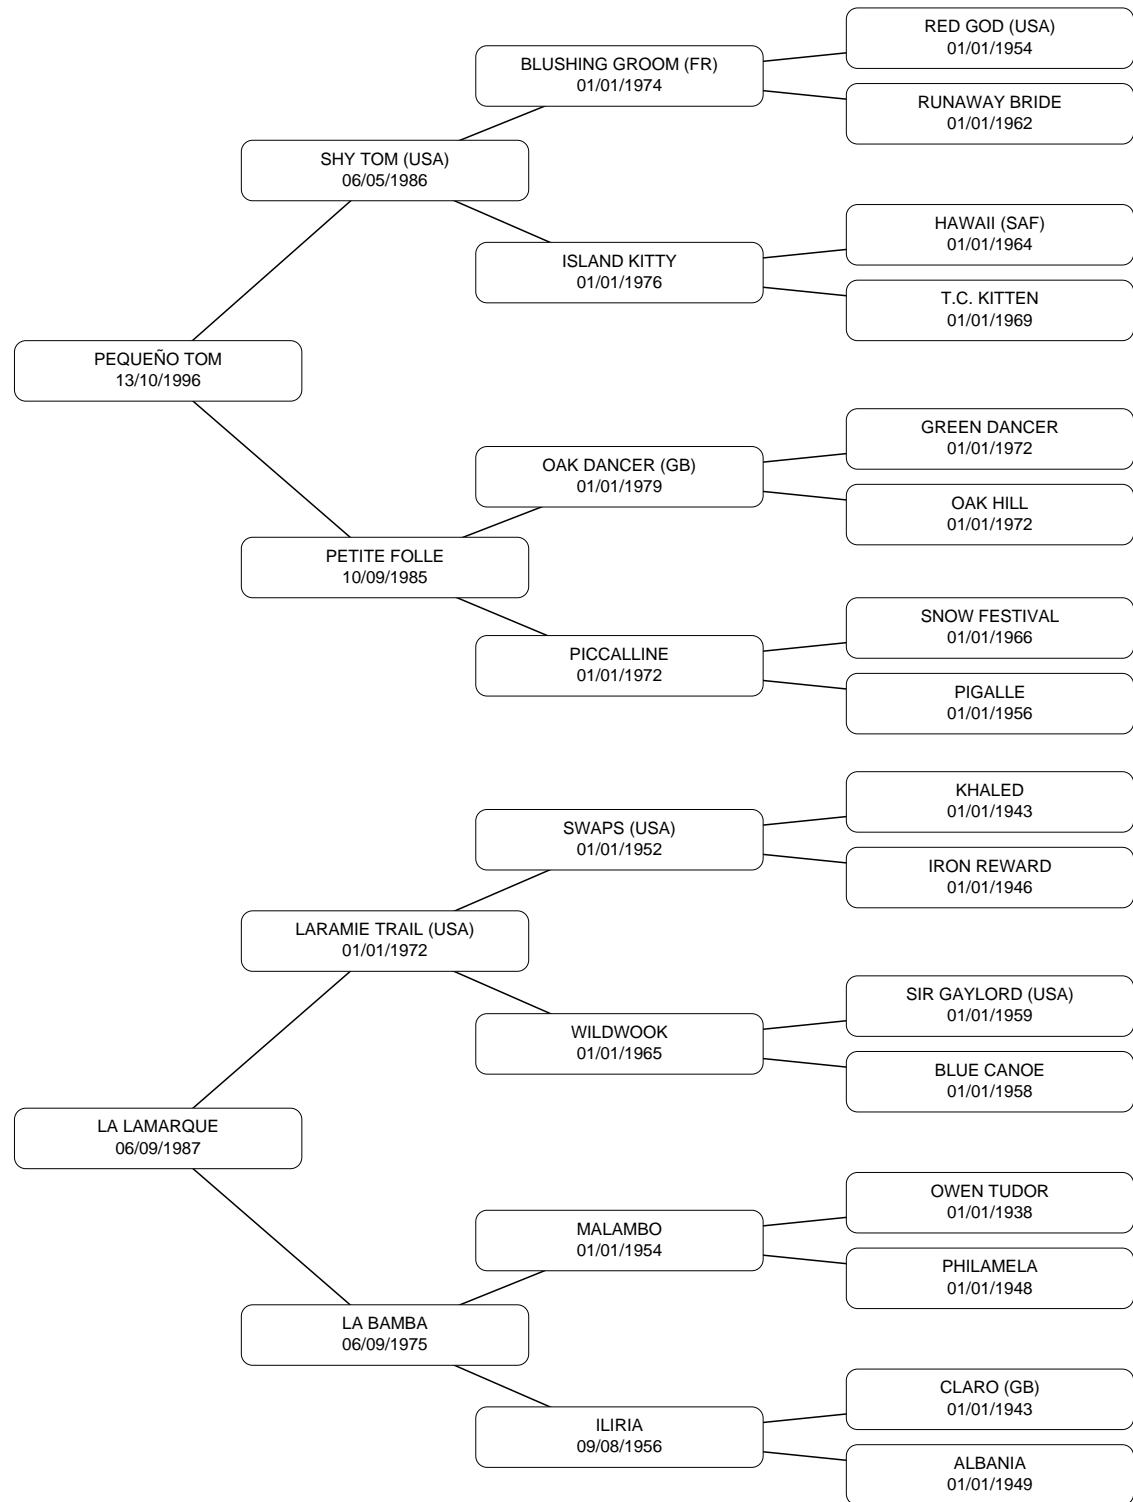 RED GOD (USA)
01/01/1954
BLUSHING GROOM (FR)
01/01/1974
RUNAWAY BRIDE
01/01/1962
SHY TOM (USA)
06/05/1986
HAWAII (SAF)
01/01/1964
ISLAND KITTY
01/01/1976
T.C. KITTEN
01/01/1969
PEQUEÑO TOM
13/10/1996
GREEN DANCER
01/01/1972
OAK DANCER (GB)
01/01/1979
OAK HILL
01/01/1972
PETITE FOLLE
10/09/1985
SNOW FESTIVAL
01/01/1966
PICCALLINE
01/01/1972
PIGALLE
01/01/1956
KHALED
01/01/1943
SWAPS (USA)
01/01/1952
IRON REWARD
01/01/1946
LARAMIE TRAIL (USA)
01/01/1972
SIR GAYLORD (USA)
01/01/1959
WILDWOOK
01/01/1965
BLUE CANOE
01/01/1958
LA LAMARQUE
06/09/1987
OWEN TUDOR
01/01/1938
MALAMBO
01/01/1954
PHILAMELA
01/01/1948
LA BAMBA
06/09/1975
CLARO (GB)
01/01/1943
ILIRIA
09/08/1956
ALBANIA
01/01/1949